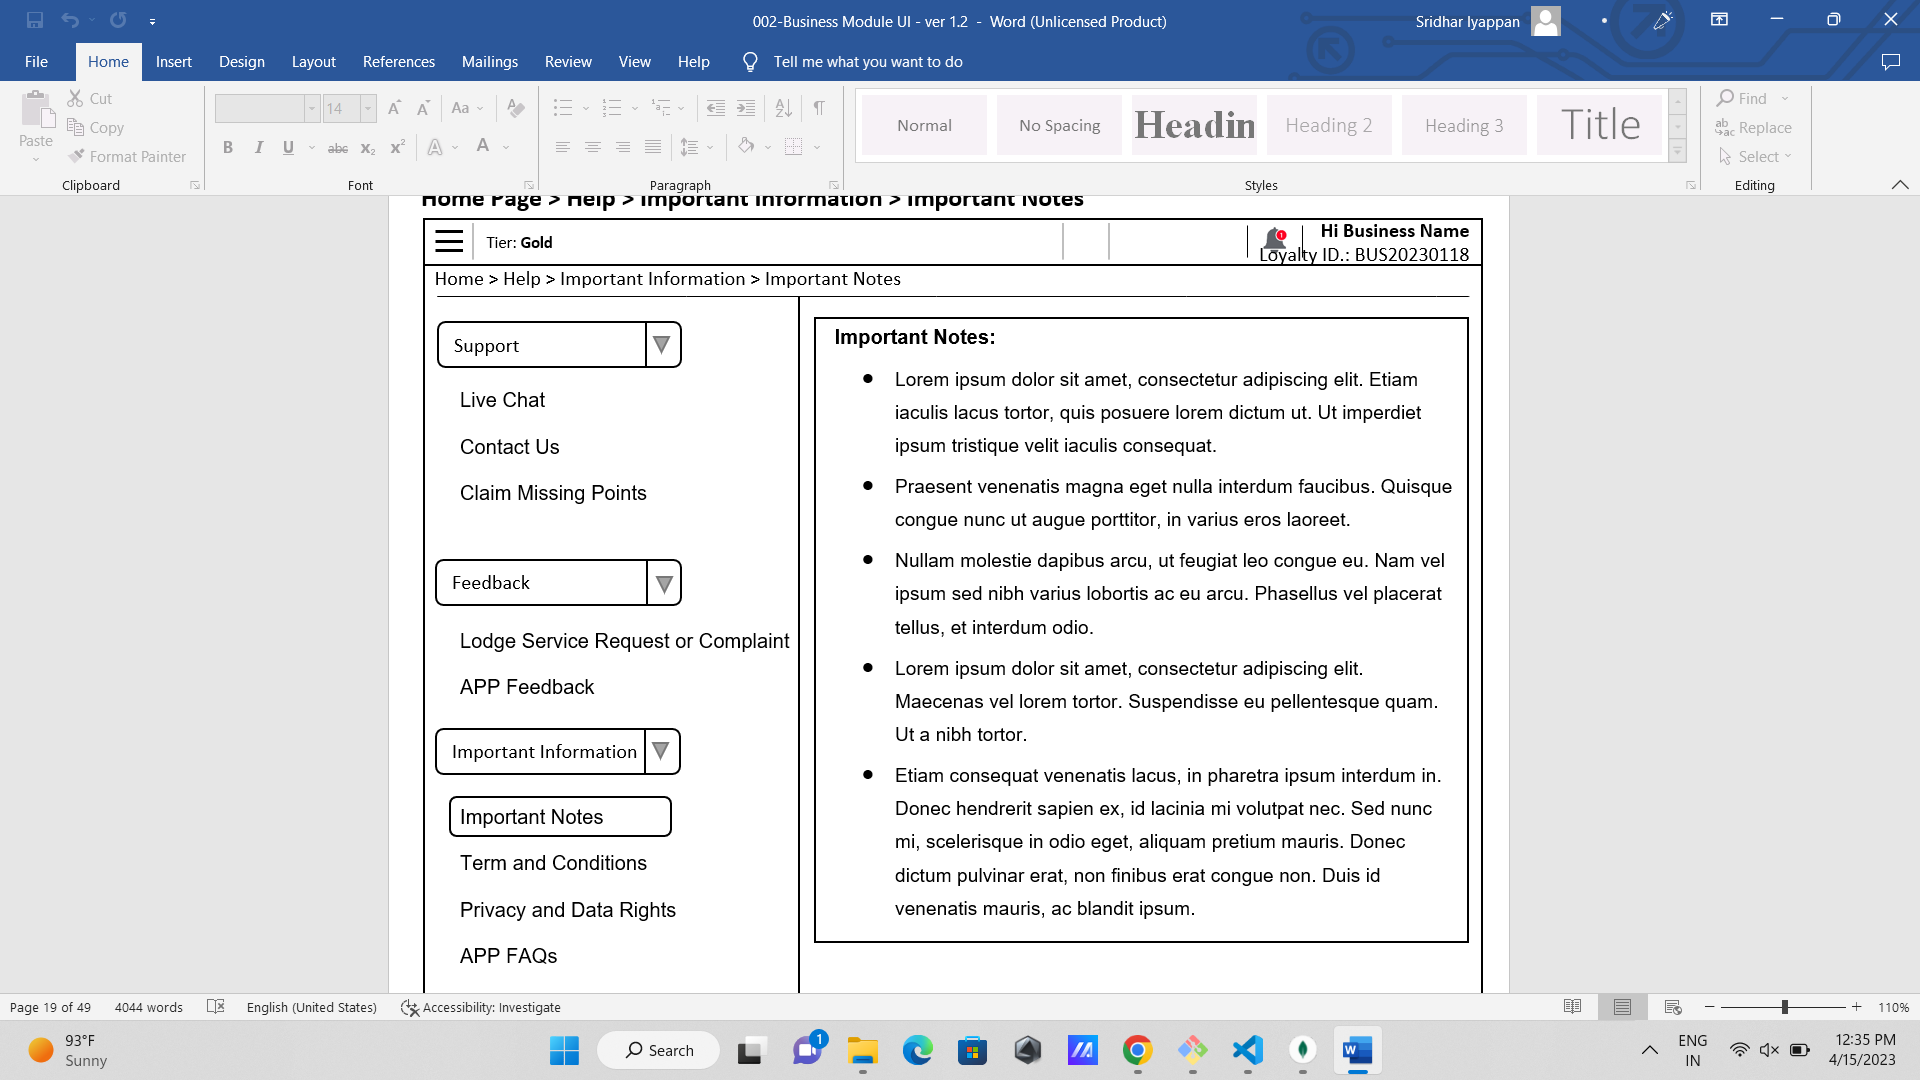 002-Business Module UI - ver 1.2 - Word (Unlicensed Product)
Sridhar Iyappan
File Home Insert Design Layout References Mailings Review View Help Tell me what you want to do
Paste
Cut
Copy
Format Painter
Clipboard
14
Aa
B I U abc x₂ x² A A
Font
Paragraph
Normal
No Spacing
Headin
Heading 2
Heading 3
Title
Styles
Find
Replace
Select
Editing
Home Page > Help > Important Information > Important Notes
Tier: Gold
1
Hi Business Name
Loyalty ID.: BUS20230118
Home > Help > Important Information > Important Notes
Support
Live Chat
Contact Us
Claim Missing Points
Feedback
Lodge Service Request or Complaint
APP Feedback
Important Information
Important Notes
Term and Conditions
Privacy and Data Rights
APP FAQs
Important Notes:
● Lorem ipsum dolor sit amet, consectetur adipiscing elit. Etiam
iaculis lacus tortor, quis posuere lorem dictum ut. Ut imperdiet
ipsum tristique velit iaculis consequat.
● Praesent venenatis magna eget nulla interdum faucibus. Quisque
congue nunc ut augue porttitor, in varius eros laoreet.
● Nullam molestie dapibus arcu, ut feugiat leo congue eu. Nam vel
ipsum sed nibh varius lobortis ac eu arcu. Phasellus vel placerat
tellus, et interdum odio.
● Lorem ipsum dolor sit amet, consectetur adipiscing elit.
Maecenas vel lorem tortor. Suspendisse eu pellentesque quam.
Ut a nibh tortor.
● Etiam consequat venenatis lacus, in pharetra ipsum interdum in.
Donec hendrerit sapien ex, id lacinia mi volutpat nec. Sed nunc
mi, scelerisque in odio eget, aliquam pretium mauris. Donec
dictum pulvinar erat, non finibus erat congue non. Duis id
venenatis mauris, ac blandit ipsum.
Page 19 of 49 4044 words English (United States) Accessibility: Investigate 110%
93°F
Sunny
Search
1
ENG
IN
12:35 PM
4/15/2023